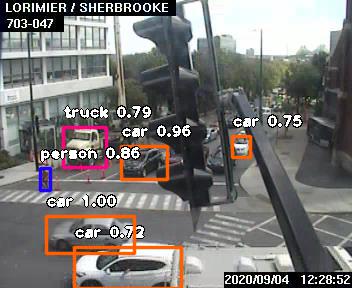 LORIMIER / SHERBROOKE
703-047
truck 0.79
car 0.96
car 0.75
person 0.86
car 1.00
car 0.72
2020/09/04 12:28:52